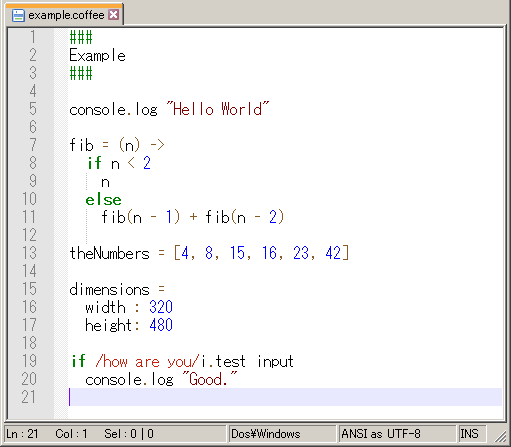 example.coffee
1 ###
2 Example
3 ###
4
5 console.log "Hello World"
6
7 fib = (n) ->
8   if n < 2
9     n
10   else
11     fib(n - 1) + fib(n - 2)
12
13 theNumbers = [4, 8, 15, 16, 23, 42]
14
15 dimensions =
16   width : 320
17   height: 480
18
19 if /how are you/i.test input
20   console.log "Good."
21
Ln : 21    Col : 1    Sel : 0 | 0    Dos¥Windows    ANSI as UTF-8    INS